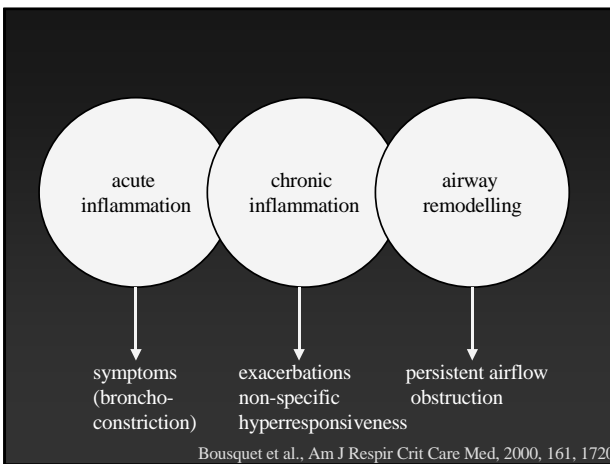 acute
inflammation
chronic
inflammation
airway
remodelling
symptoms
(broncho-
constriction)
exacerbations
non-specific
hyperresponsiveness
persistent airflow
obstruction
Bousquet et al., Am J Respir Crit Care Med, 2000, 161, 1720